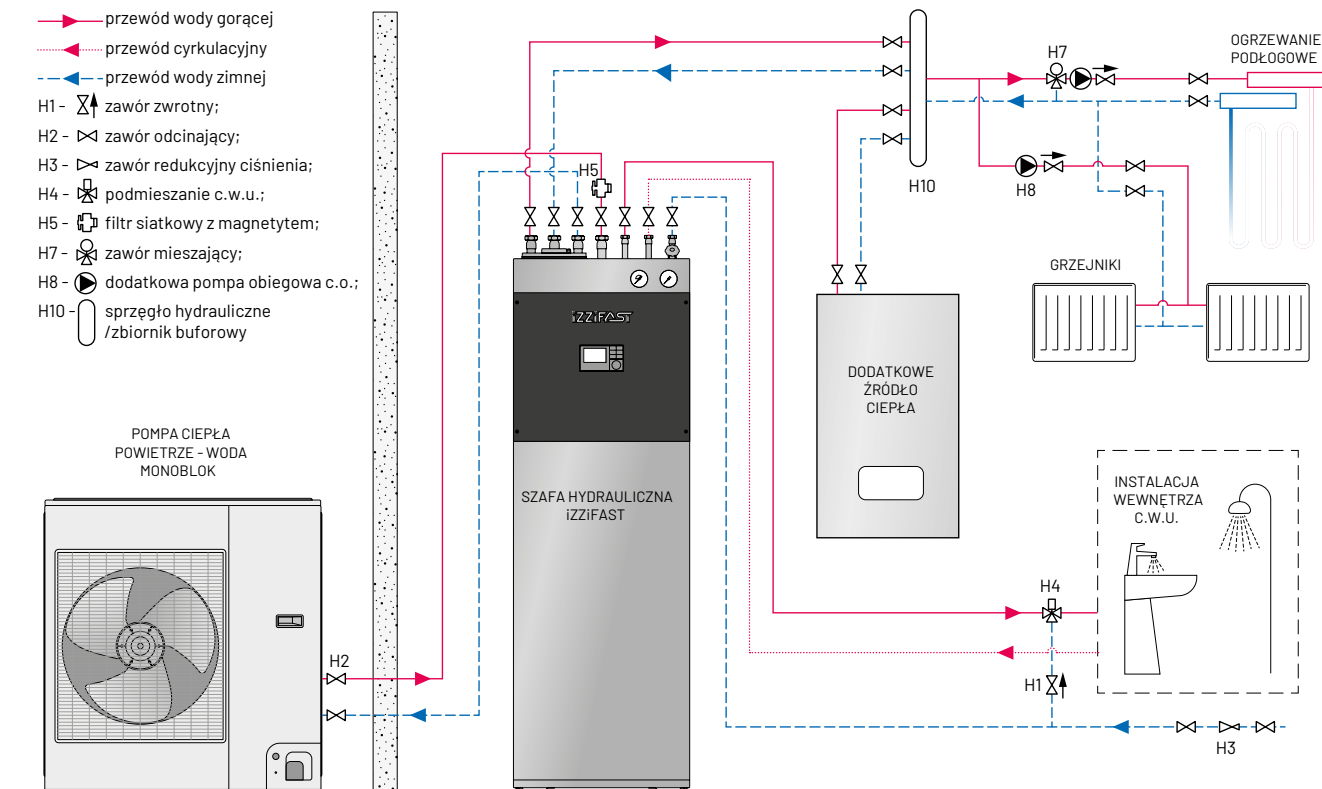 przewód wody gorącej
przewód cyrkulacyjny
przewód wody zimnej
H1 - zawór zwrotny;
H2 - zawór odcinający;
H3 - zawór redukcyjny ciśnienia;
H4 - podmieszanie c.w.u.;
H5 - filtr siatkowy z magnetytem;
H7 - zawór mieszający;
H8 - dodatkowa pompa obiegowa c.o.;
H10 - sprzęgło hydrauliczne
/zbiornik buforowy
POMPA CIEPŁA
POWIETRZE - WODA
MONOBLOK
H2
H5
iZZiFAST
SZAFA HYDRAULICZNA
iZZiFAST
H10
H7
H8
OGRZEWANIE
PODŁOGOWE
GRZEJNIKI
DODATKOWE
ŹRÓDŁO
CIEPŁA
INSTALACJA
WEWNĘTRZA
C.W.U.
H4
H1
H3